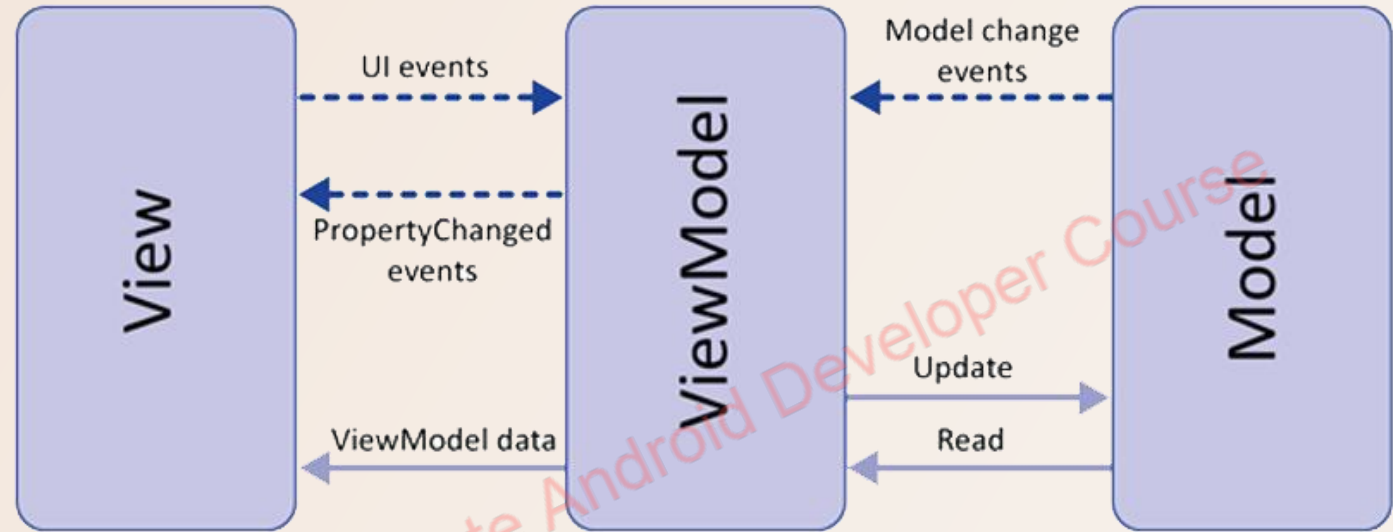 View
UI events
PropertyChanged
events
ViewModel data
ViewModel
Model change
events
Update
Read
Model
Android Developer Course